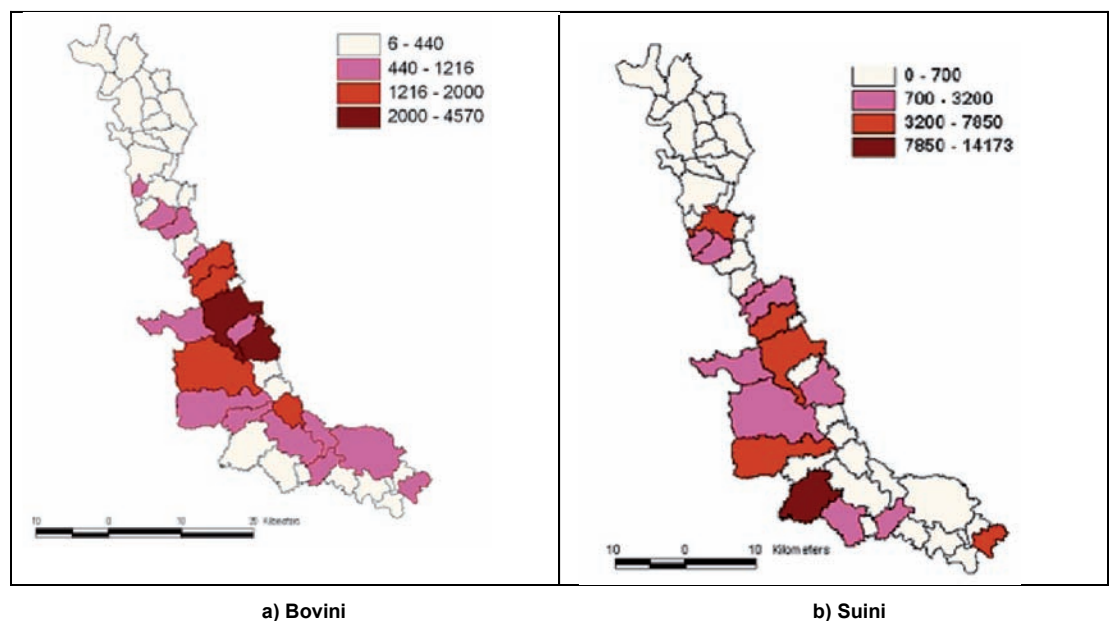 6 - 440
440 - 1216
1216 - 2000
2000 - 4570
10 0 10 20 Kilometers
a) Bovini
0 - 700
700 - 3200
3200 - 7850
7850 - 14173
10 0 10 Kilometers
b) Suini